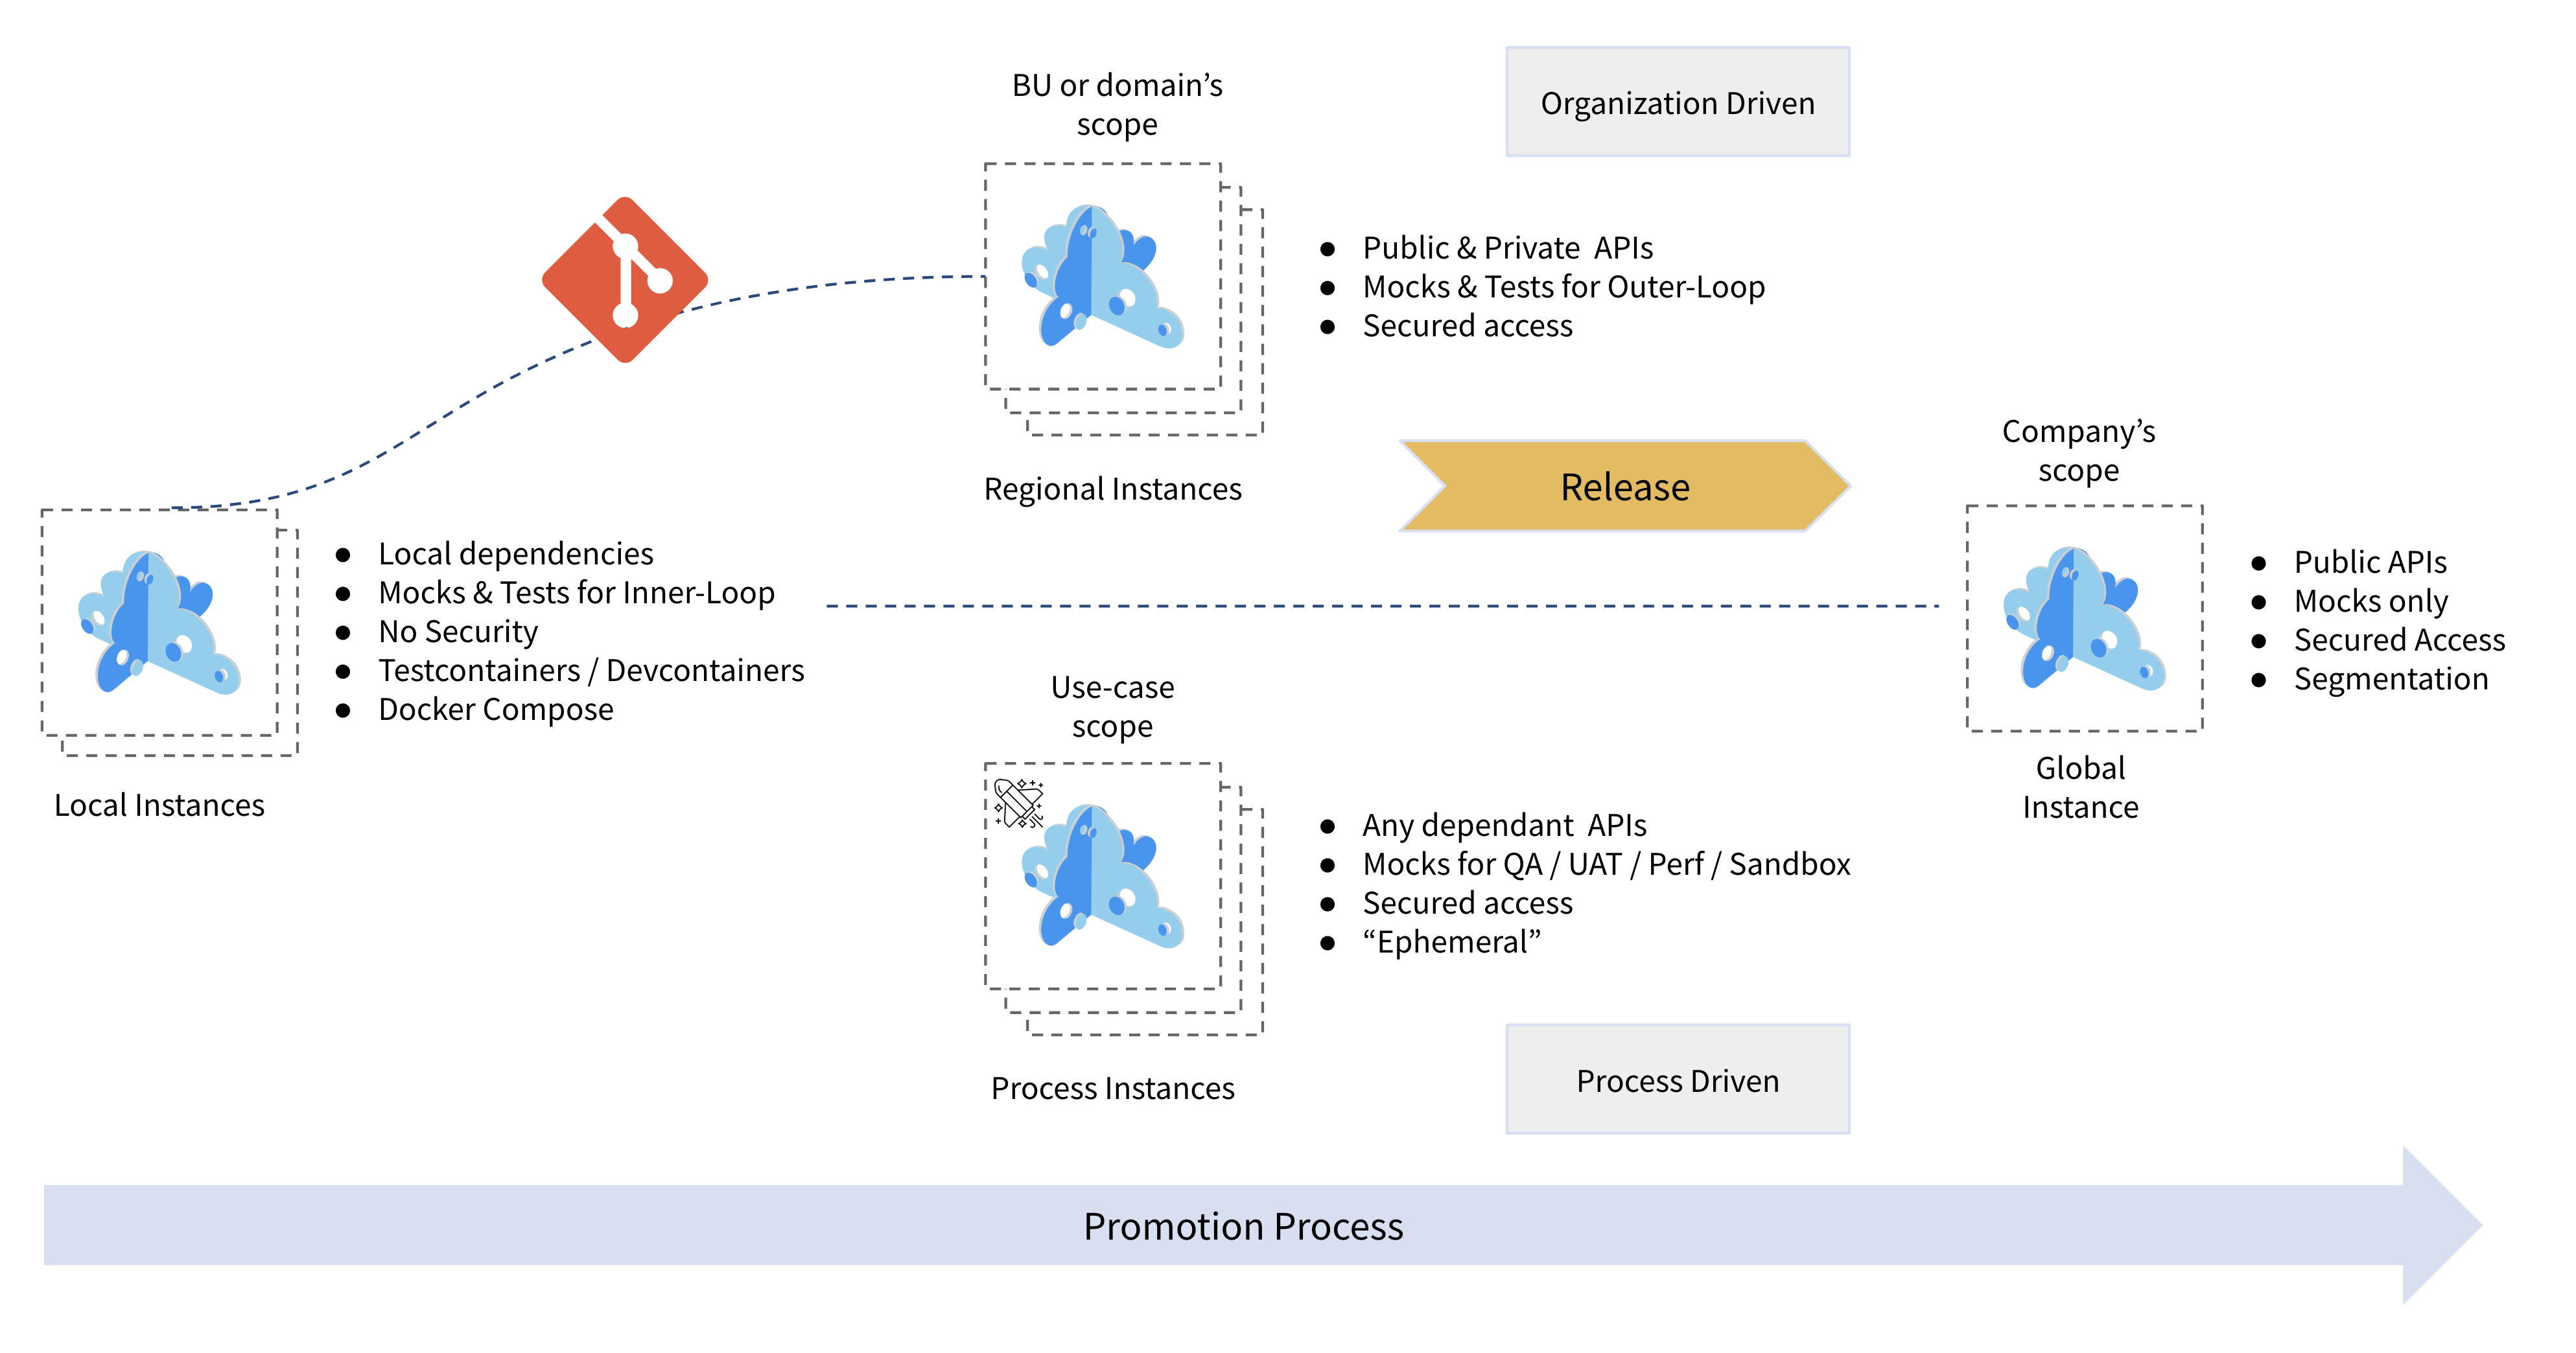 BU or domain’s
scope
Organization Driven
● Public & Private  APIs
● Mocks & Tests for Outer-Loop
● Secured access
Regional Instances
Release
Company’s
scope
● Local dependencies
● Mocks & Tests for Inner-Loop
● No Security
● Testcontainers / Devcontainers
● Docker Compose
Local Instances
● Public APIs
● Mocks only
● Secured Access
● Segmentation
Global
Instance
Use-case
scope
● Any dependant  APIs
● Mocks for QA / UAT / Perf / Sandbox
● Secured access
● “Ephemeral”
Process Instances
Process Driven
Promotion Process